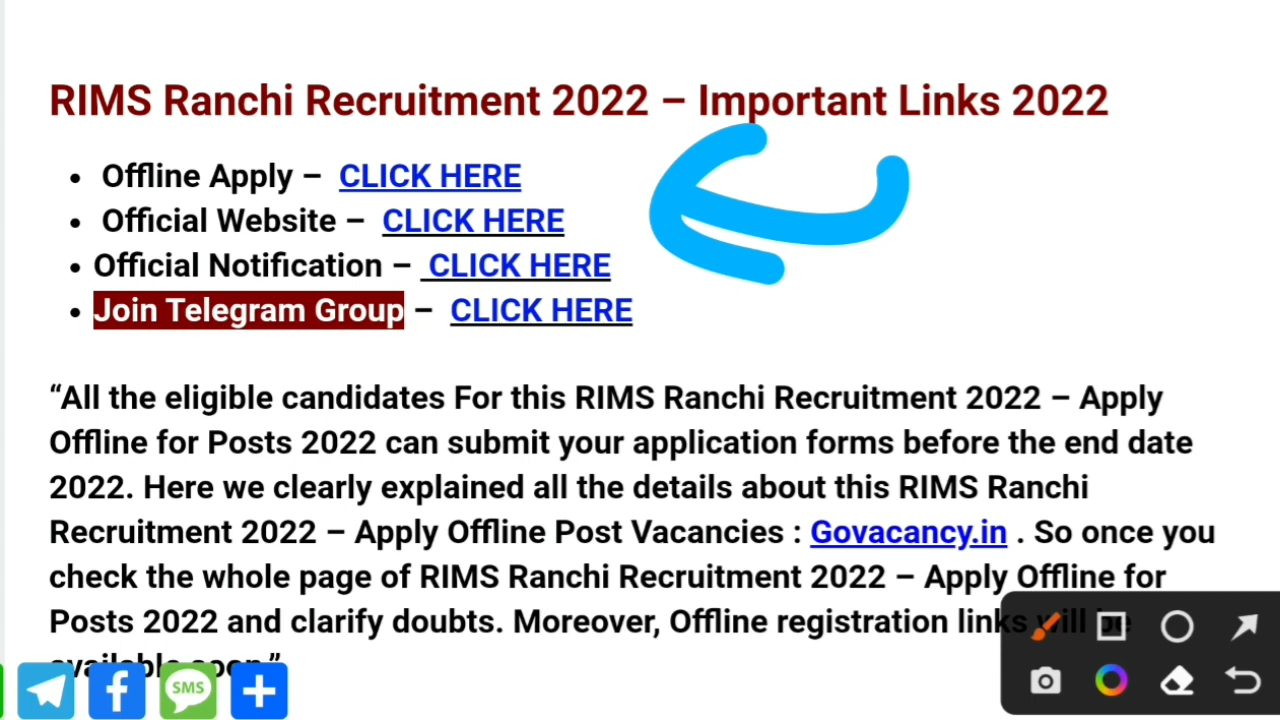 RIMS Ranchi Recruitment 2022 – Important Links 2022
Offline Apply – CLICK HERE
Official Website – CLICK HERE
Official Notification – CLICK HERE
Join Telegram Group – CLICK HERE
“All the eligible candidates For this RIMS Ranchi Recruitment 2022 – Apply
Offline for Posts 2022 can submit your application forms before the end date
2022. Here we clearly explained all the details about this RIMS Ranchi
Recruitment 2022 – Apply Offline Post Vacancies : Govacancy.in . So once you
check the whole page of RIMS Ranchi Recruitment 2022 – Apply Offline for
Posts 2022 and clarify doubts. Moreover, Offline registration links will be
available soon.”
SMS